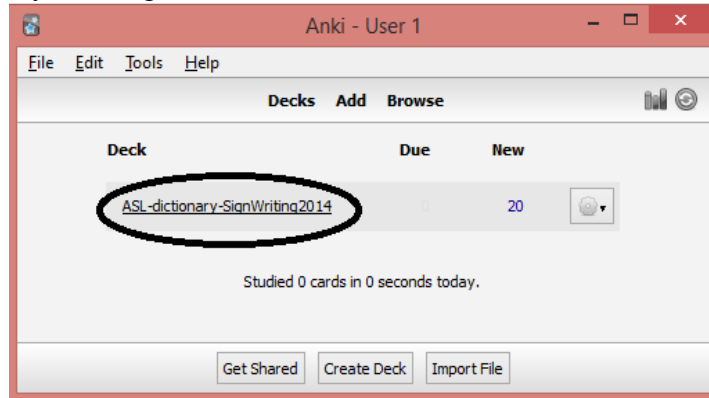 Anki - User 1
File Edit Tools Help
Decks Add Browse
Deck Due New
ASL-dictionary-SignWriting2014 0 20
Studied 0 cards in 0 seconds today.
Get Shared Create Deck Import File